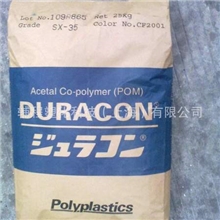 Lot No. 109-865 Net 25Kg
Grade SX-35 Color No. CF2001
Acetal Co-polymer (POM)
DURACON®
ジュラコン®
Polyplastics